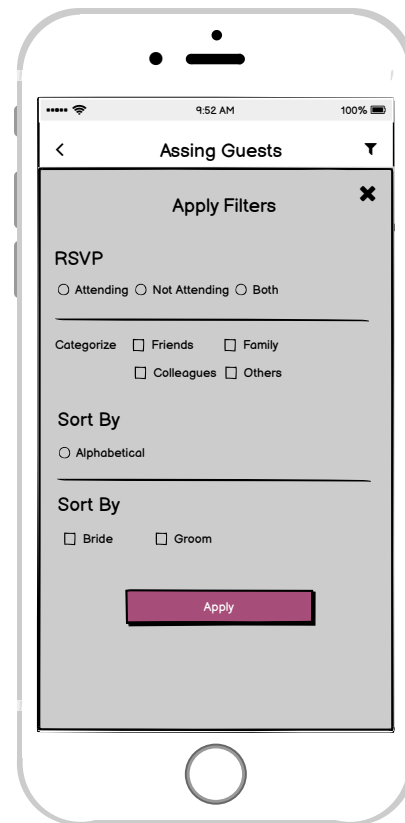 9:52 AM 100%
Assing Guests
Apply Filters
RSVP
Attending Not Attending Both
Categorize Friends Family
Colleagues Others
Sort By
Alphabetical
Sort By
Bride Groom
Apply